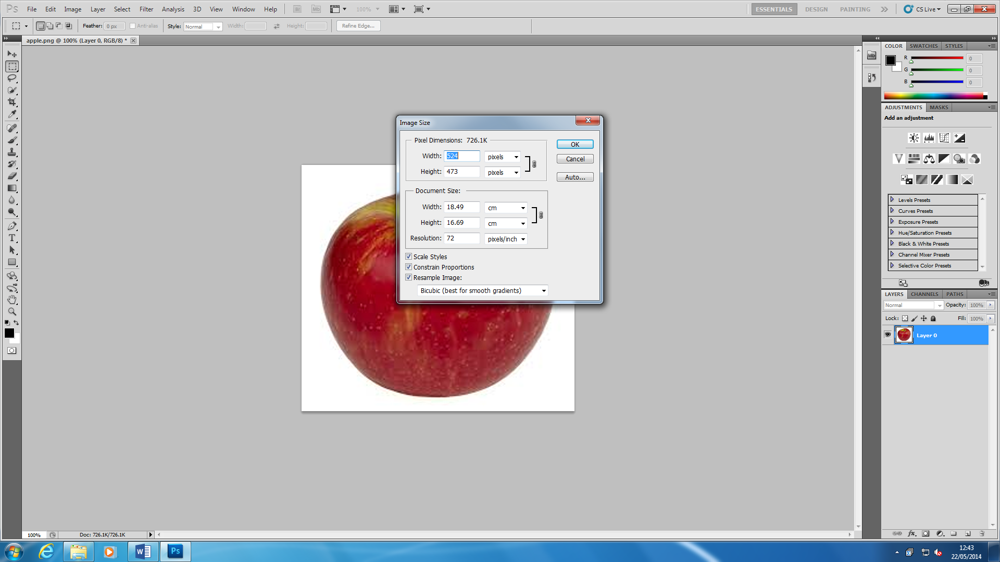 Ps File Edit Image Layer Select Filter Analysis 3D View Window Help Br Mb 100% ESSENTIALS DESIGN PAINTING CS Live
Feather: 0 px Anti-alias Style: Normal Width: Height: Refine Edge...
apple.png @ 100% (Layer 0, RGB/8) *
Image Size
Pixel Dimensions: 726.1K
Width: 524 pixels
Height: 473 pixels
OK
Cancel
Auto...
Document Size:
Width: 18.49 cm
Height: 16.69 cm
Resolution: 72 pixels/inch
Scale Styles
Constrain Proportions
Resample Image:
Bicubic (best for smooth gradients)
Mb
COLOR SWATCHES STYLES
R 0
G 0
B 0
ADJUSTMENTS MASKS
Add an adjustment
Levels Presets
Curves Presets
Exposure Presets
Hue/Saturation Presets
Black & White Presets
Channel Mixer Presets
Selective Color Presets
LAYERS CHANNELS PATHS
Normal Opacity: 100%
Lock: Fill: 100%
Layer 0
fx
100% Doc: 726.1K/726.1K
Ps
12:43
22/05/2014